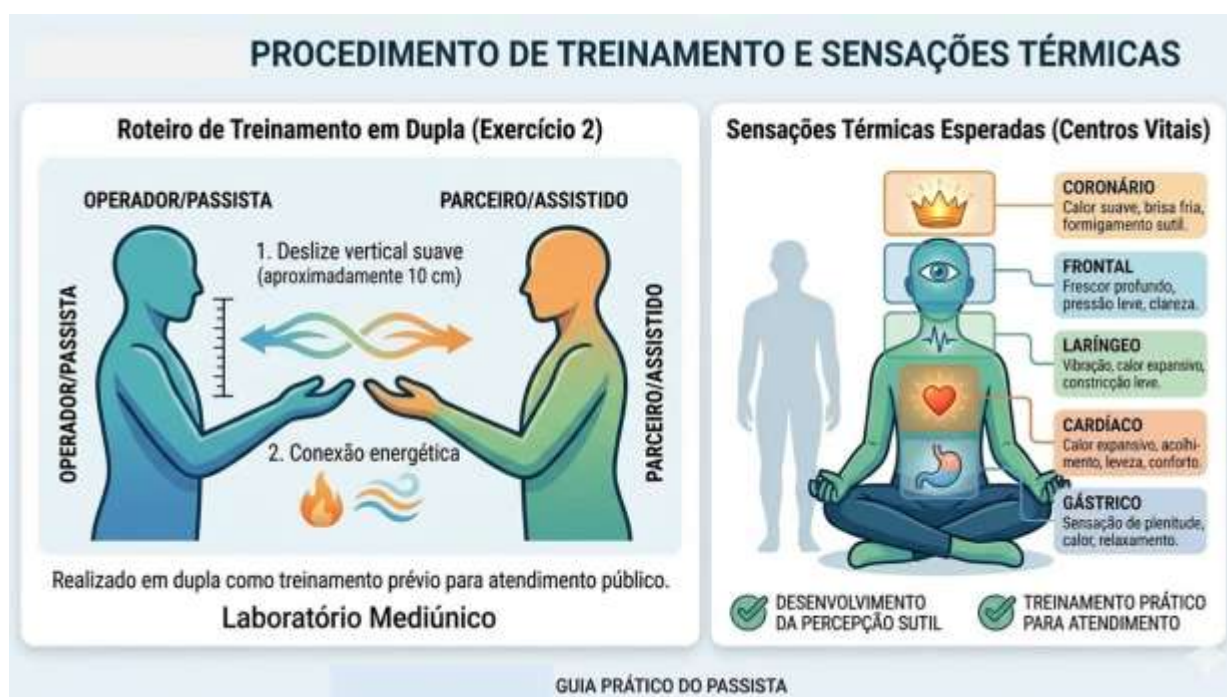 PROCEDIMENTO DE TREINAMENTO E SENSAÇÕES TÉRMICAS
Roteiro de Treinamento em Dupla (Exercício 2)
OPERADOR/PASSISTA
PARCEIRO/ASSISTIDO
1. Deslize vertical suave
(aproximadamente 10 cm)
OPERADOR/PASSISTA
PARCEIRO/ASSISTIDO
2. Conexão energética
Realizado em dupla como treinamento prévio para atendimento público.
Laboratório Mediúnico
Sensações Térmicas Esperadas (Centros Vitais)
CORONÁRIO
Calor suave, brisa fria,
formigamento sutil.
FRONTAL
Frescor profundo,
pressão leve, clareza.
LARÍNGEO
Vibração, calor expansivo,
constricção leve.
CARDÍACO
Calor expansivo, acolhi-
mento, leveza, conforto.
GÁSTRICO
Sensação de plenitude,
calor, relaxamento.
DESENVOLVIMENTO
DA PERCEPÇÃO SUTIL
TREINAMENTO PRÁTICO
PARA ATENDIMENTO
GUIA PRÁTICO DO PASSISTA